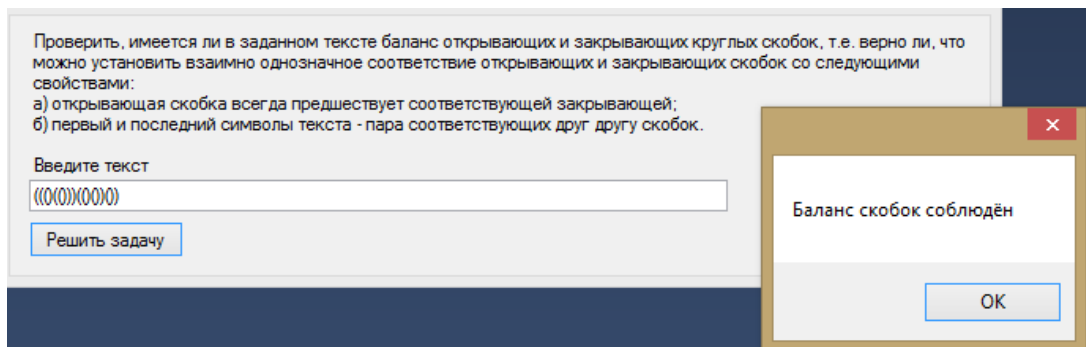 Проверить, имеется ли в заданном тексте баланс открывающих и закрывающих круглых скобок, т.е. верно ли, что
можно установить взаимно однозначное соответствие открывающих и закрывающих скобок со следующими
свойствами:
а) открывающая скобка всегда предшествует соответствующей закрывающей;
б) первый и последний символы текста - пара соответствующих друг другу скобок.
Введите текст
((()(()))(()())())
Решить задачу
Баланс скобок соблюдён
OK